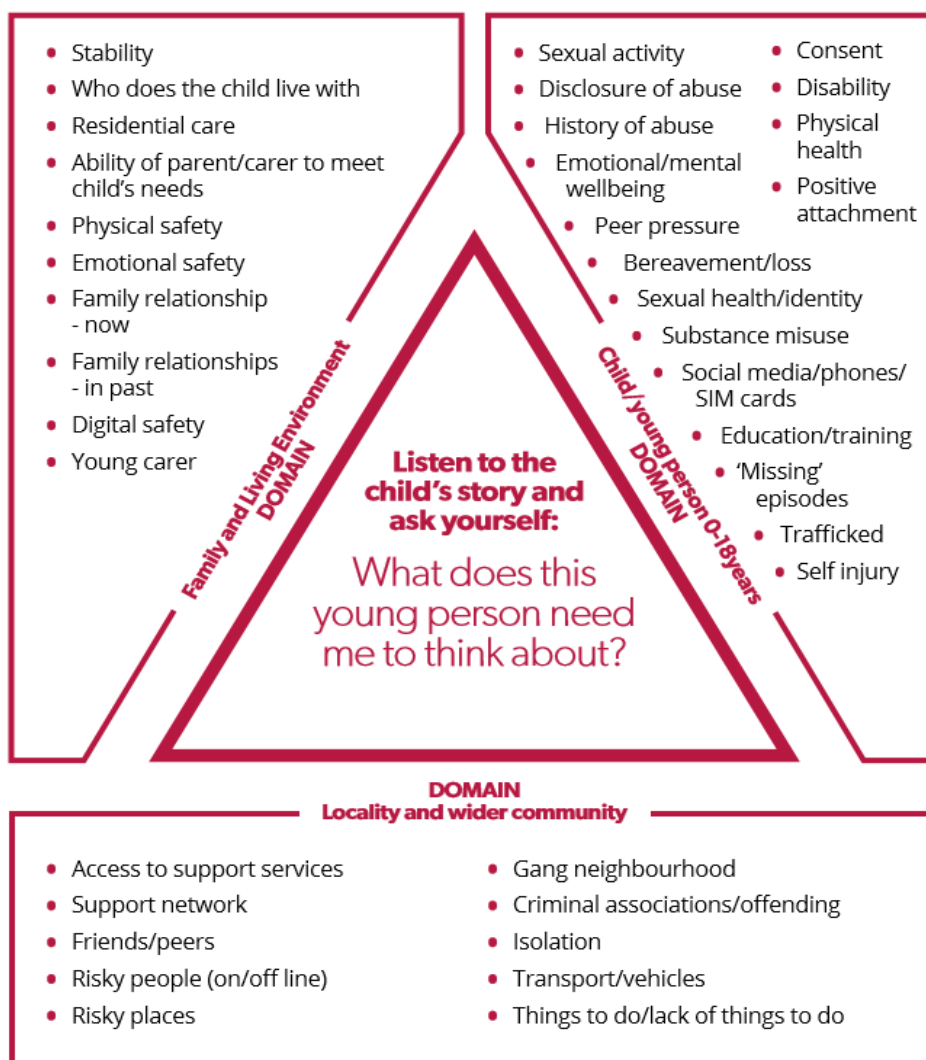 • Stability
• Who does the child live with
• Residential care
• Ability of parent/carer to meet
child’s needs
• Physical safety
• Emotional safety
• Family relationship
- now
• Family relationships
- in past
• Digital safety
• Young carer
Family and Living Environment
DOMAIN
• Sexual activity
• Disclosure of abuse
• History of abuse
• Emotional/mental
wellbeing
• Peer pressure
• Bereavement/loss
• Sexual health/identity
• Substance misuse
• Social media/phones/
SIM cards
• Education/training
• ‘Missing’
episodes
• Trafficked
• Self injury
• Consent
• Disability
• Physical
health
• Positive
attachment
Child/young person 0-18years
DOMAIN
Listen to the
child’s story and
ask yourself:
What does this
young person need
me to think about?
DOMAIN
Locality and wider community
• Access to support services
• Support network
• Friends/peers
• Risky people (on/off line)
• Risky places
• Gang neighbourhood
• Criminal associations/offending
• Isolation
• Transport/vehicles
• Things to do/lack of things to do